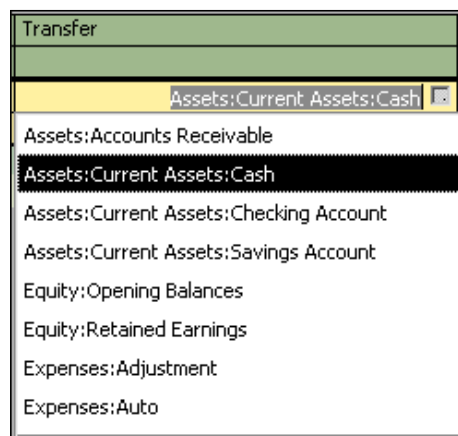 Transfer
Assets:Current Assets:Cash
Assets:Accounts Receivable
Assets:Current Assets:Cash
Assets:Current Assets:Checking Account
Assets:Current Assets:Savings Account
Equity:Opening Balances
Equity:Retained Earnings
Expenses:Adjustment
Expenses:Auto